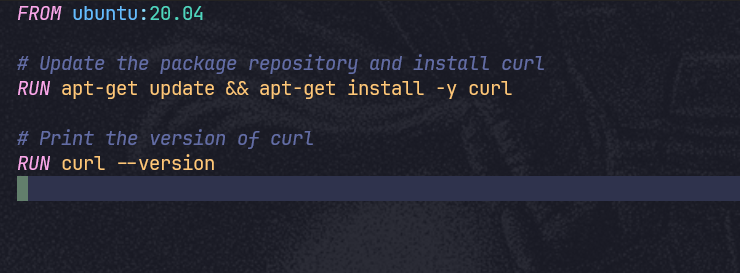 FROM ubuntu:20.04
# Update the package repository and install curl
RUN apt-get update && apt-get install -y curl
# Print the version of curl
RUN curl --version